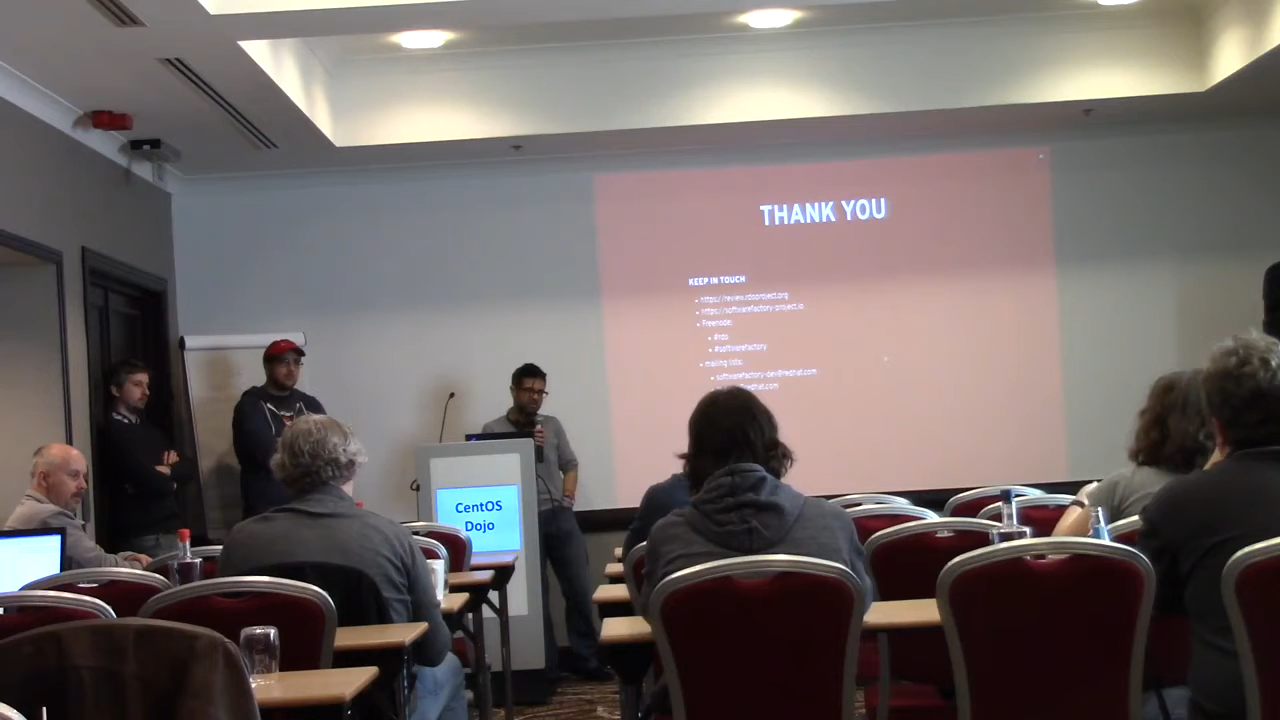 THANK YOU
KEEP IN TOUCH
https://review.rdoproject.org
https://softwarefactory-project.io
Freenode:
#rdo
#softwarefactory
mailing lists:
softwarefactory-dev@redhat.com
CentOS
Dojo